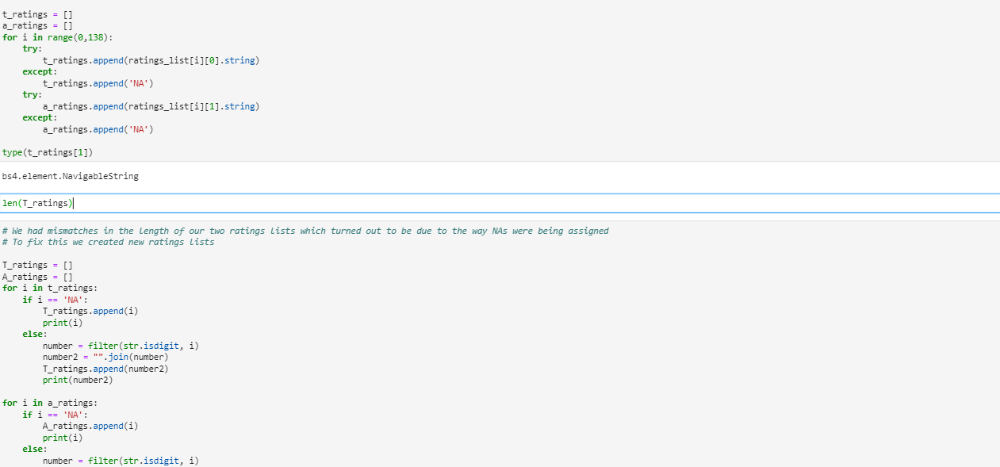 t_ratings = []
a_ratings = []
for i in range(0,138):
    try:
        t_ratings.append(ratings_list[i][0].string)
    except:
        t_ratings.append('NA')
    try:
        a_ratings.append(ratings_list[i][1].string)
    except:
        a_ratings.append('NA')
type(t_ratings[1])
bs4.element.NavigableString
len(T_ratings)
# We had mismatches in the length of our two ratings lists which turned out to be due to the way NAs were being assigned
# To fix this we created new ratings lists
T_ratings = []
A_ratings = []
for i in t_ratings:
    if i == 'NA':
        T_ratings.append(i)
        print(i)
    else:
        number = filter(str.isdigit, i)
        number2 = "".join(number)
        T_ratings.append(number2)
        print(number2)
for i in a_ratings:
    if i == 'NA':
        A_ratings.append(i)
        print(i)
    else:
        number = filter(str.isdigit, i)